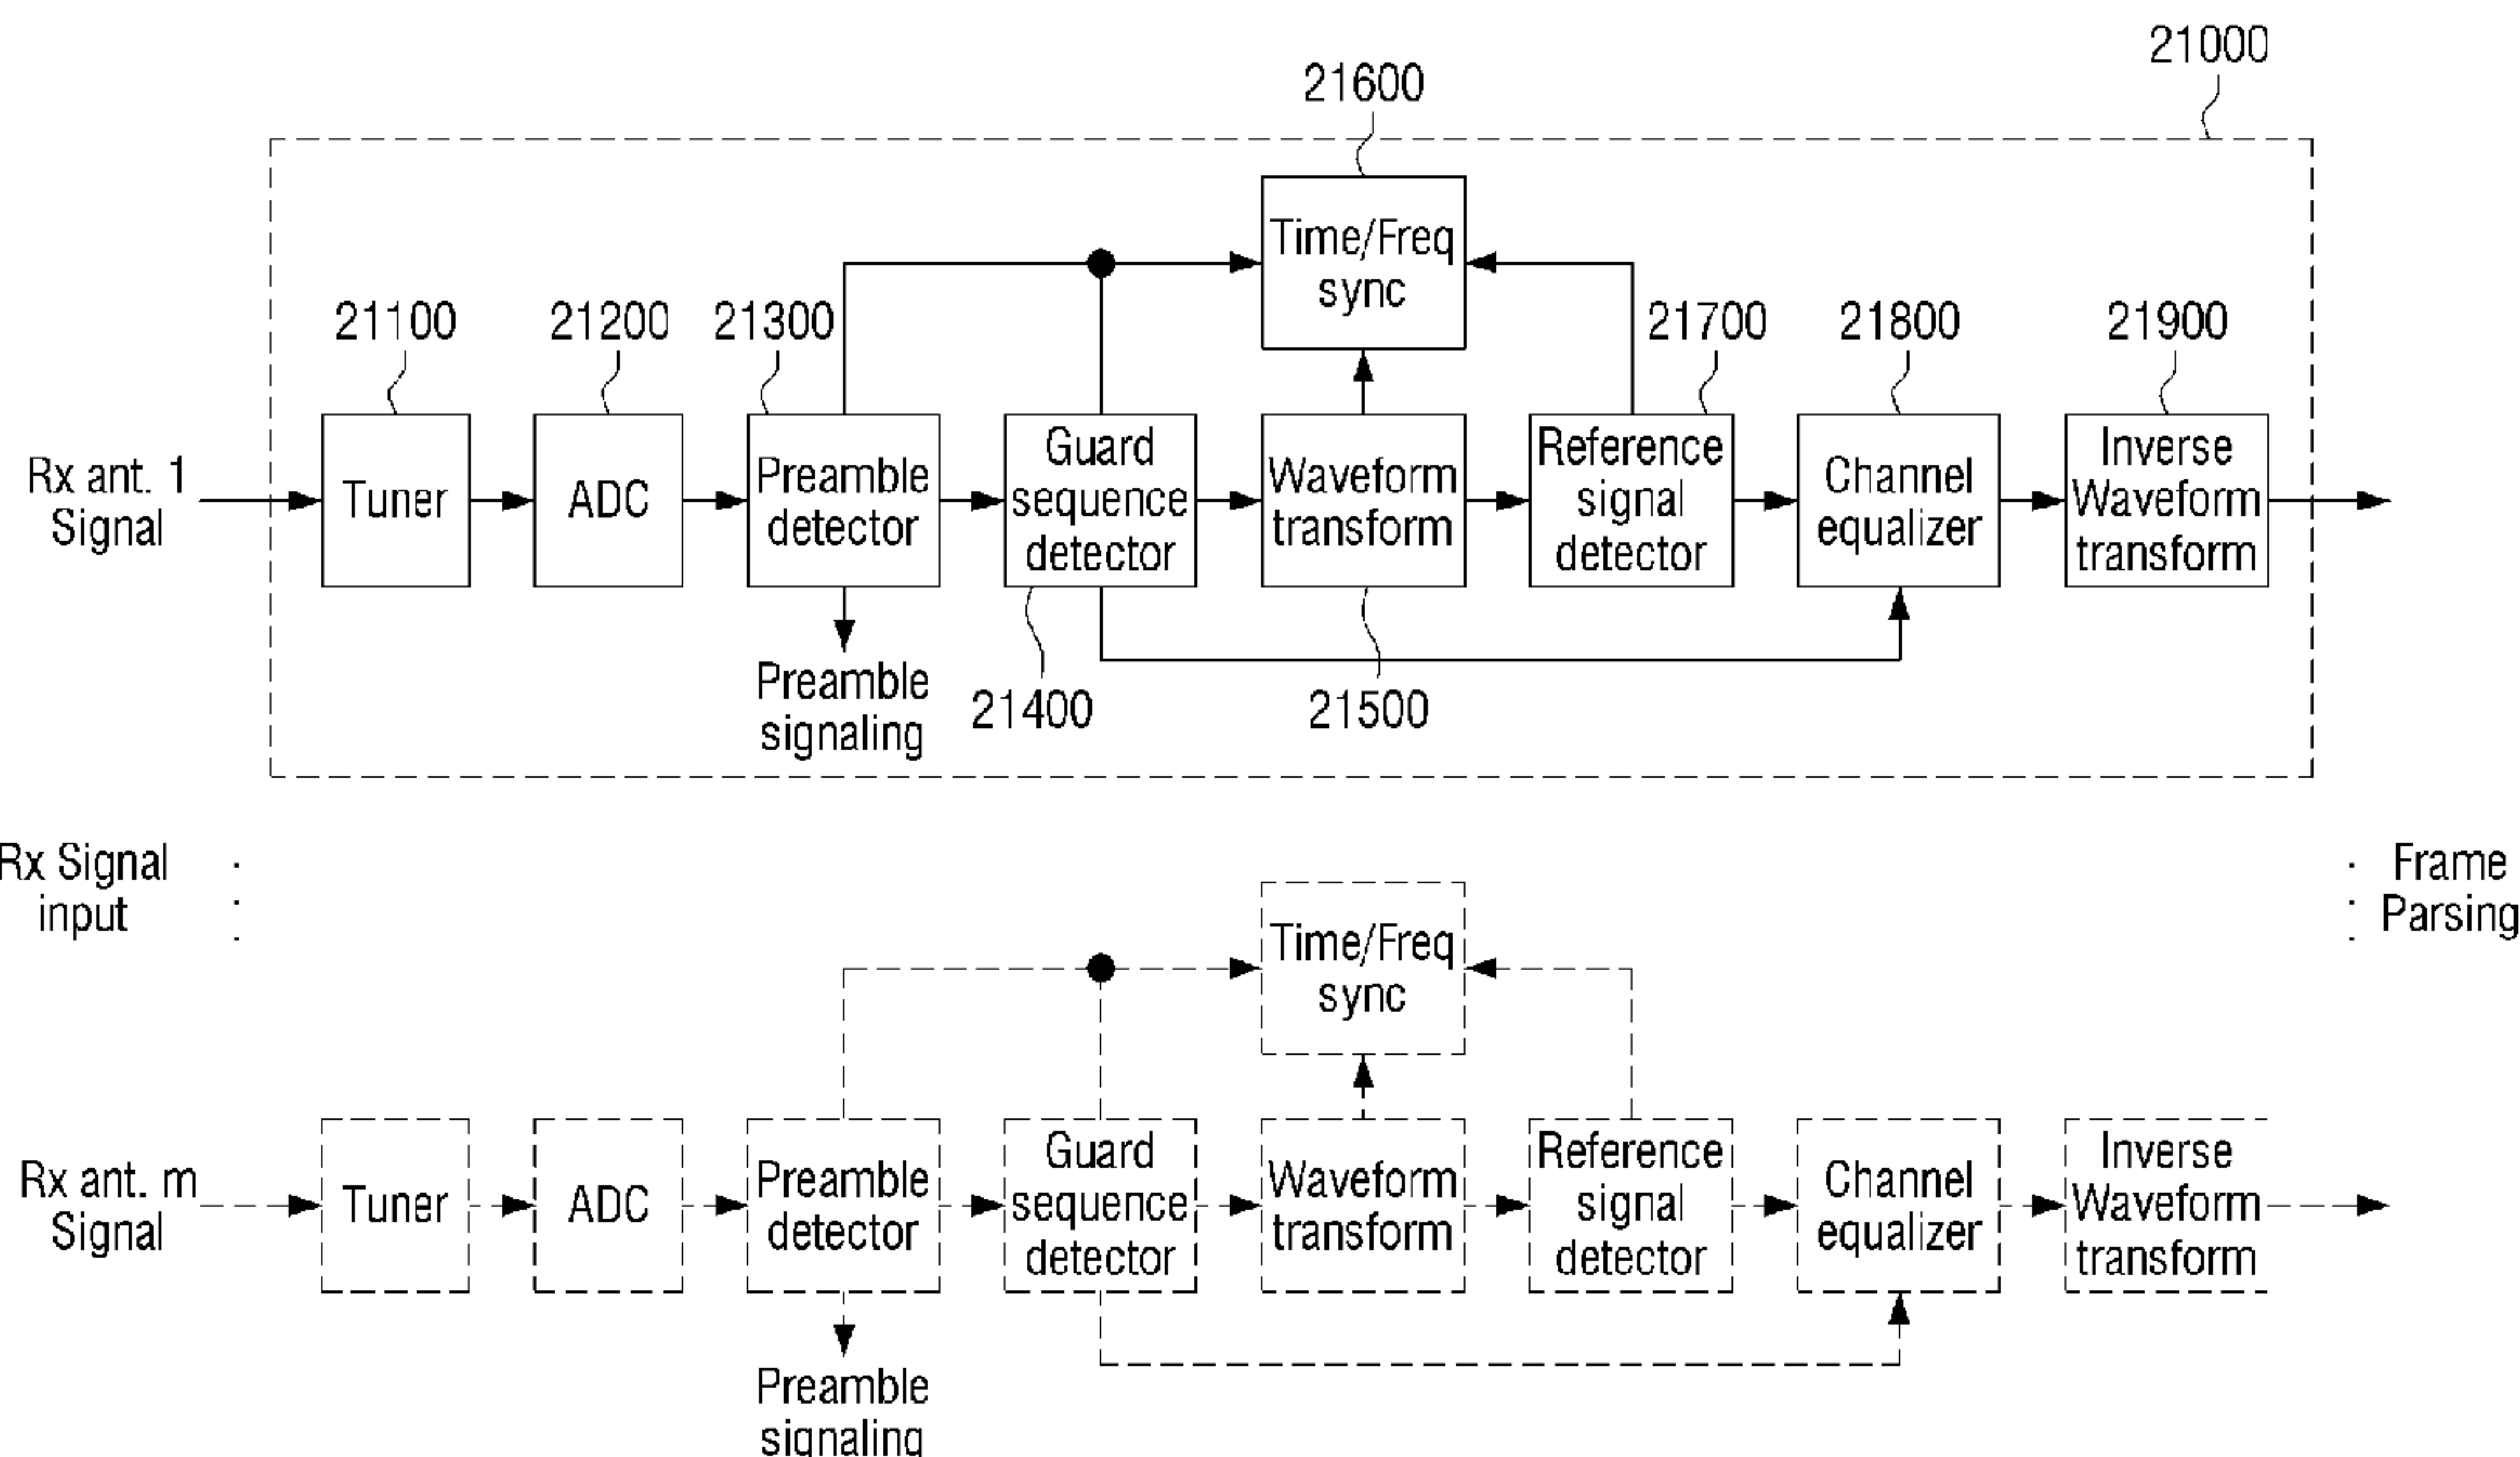 21000
21600
21100
21200
21300
21700
21800
21900
Rx ant. 1
Signal
Tuner
ADC
Preamble
detector
Guard
sequence
detector
Waveform
transform
Time/Freq
sync
Reference
signal
detector
Channel
equalizer
Inverse
Waveform
transform
Preamble
signaling
21400
21500
Rx Signal
input
Frame
Parsing
Time/Freq
sync
Rx ant. m
Signal
Tuner
ADC
Preamble
detector
Guard
sequence
detector
Waveform
transform
Reference
signal
detector
Channel
equalizer
Inverse
Waveform
transform
Preamble
signaling